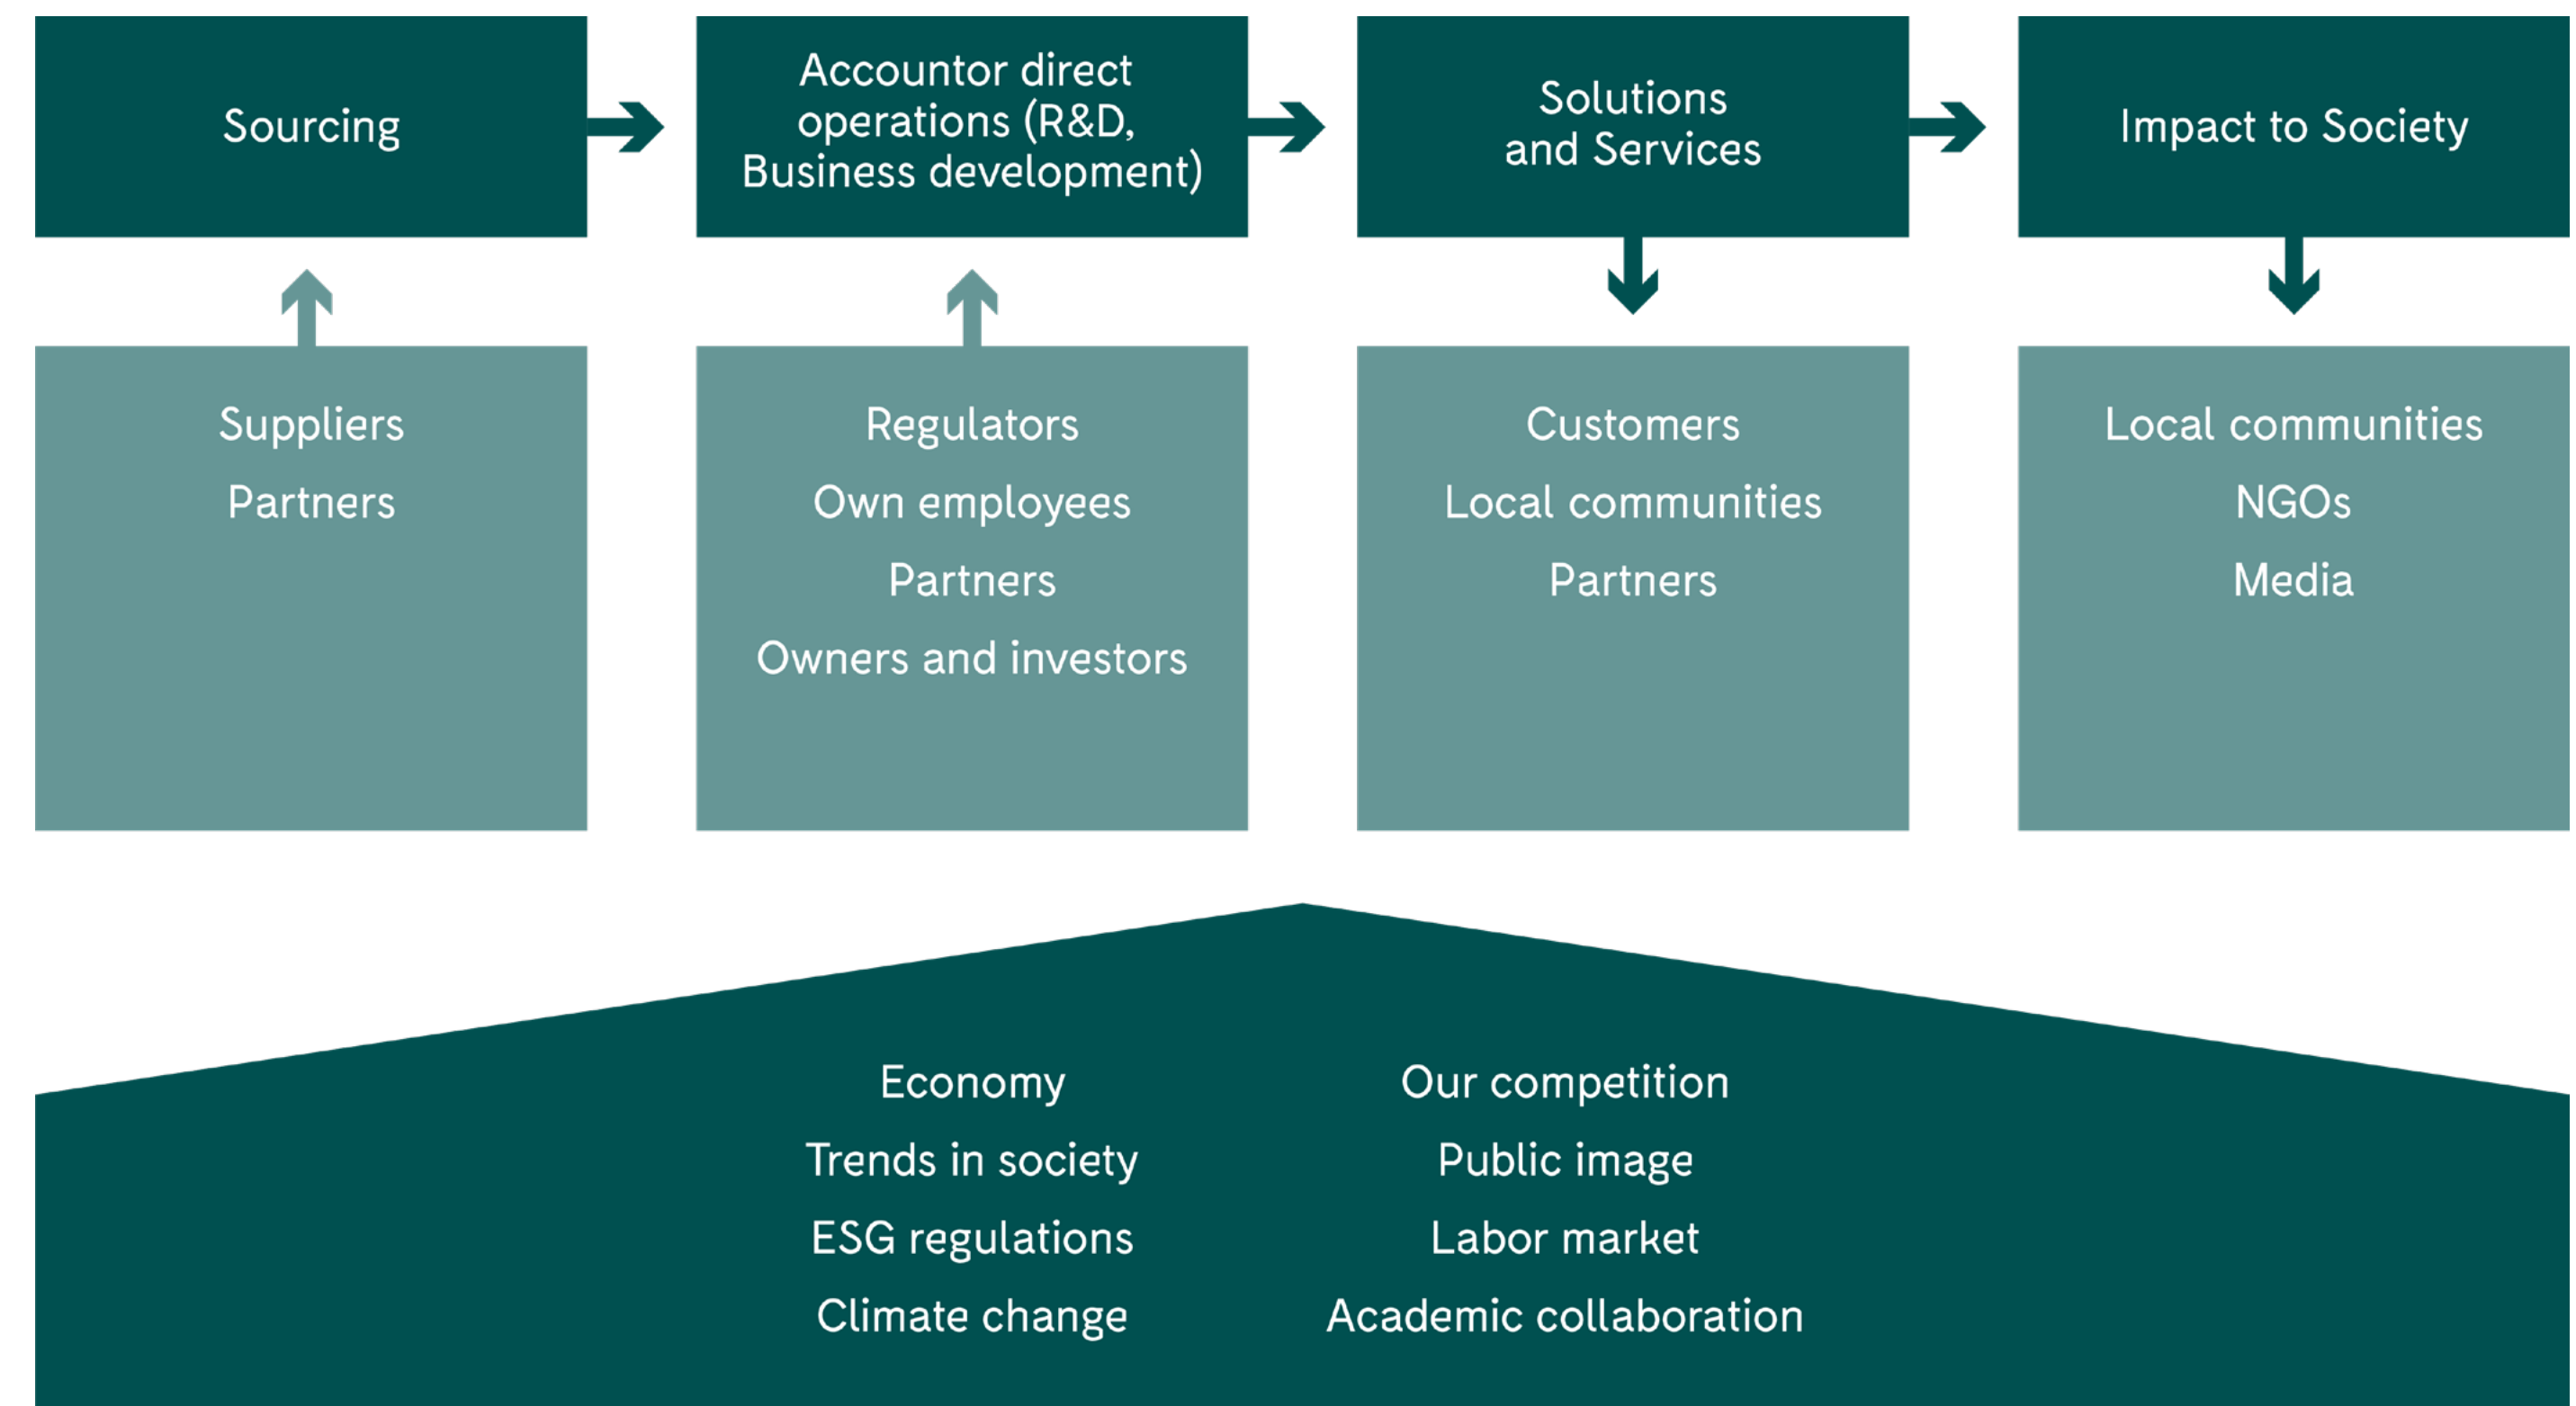 Sourcing
Accountor direct
operations (R&D,
Business development)
Solutions
and Services
Impact to Society
Suppliers
Partners
Regulators
Own employees
Partners
Owners and investors
Customers
Local communities
Partners
Local communities
NGOs
Media
Economy
Trends in society
ESG regulations
Climate change
Our competition
Public image
Labor market
Academic collaboration